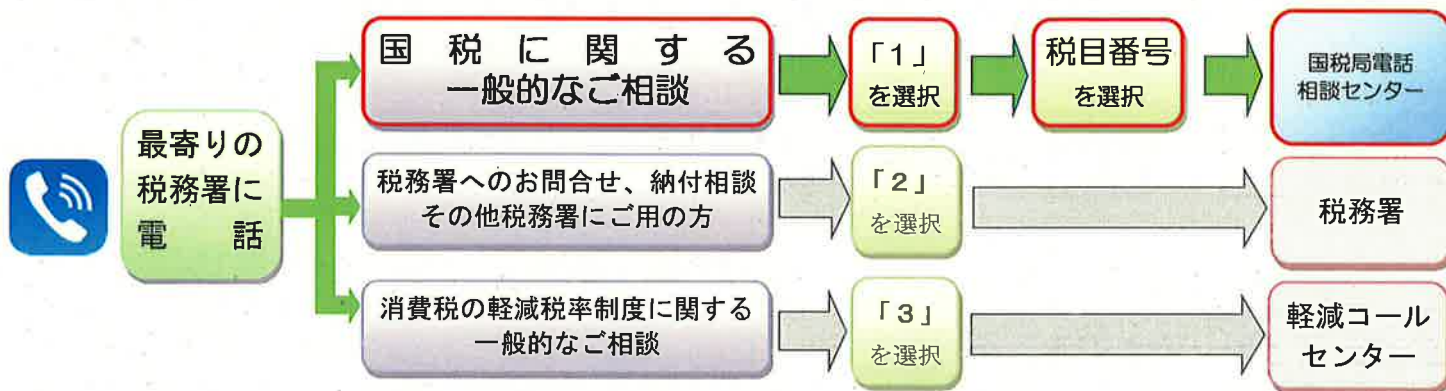 最寄りの
税務署に
電話
国税に関する
一般的なご相談
「1」
を選択
税目番号
を選択
国税局電話
相談センター
税務署へのお問合せ、納付相談
その他税務署にご用の方
「2」
を選択
税務署
消費税の軽減税率制度に関する
一般的なご相談
「3」
を選択
軽減コール
センター